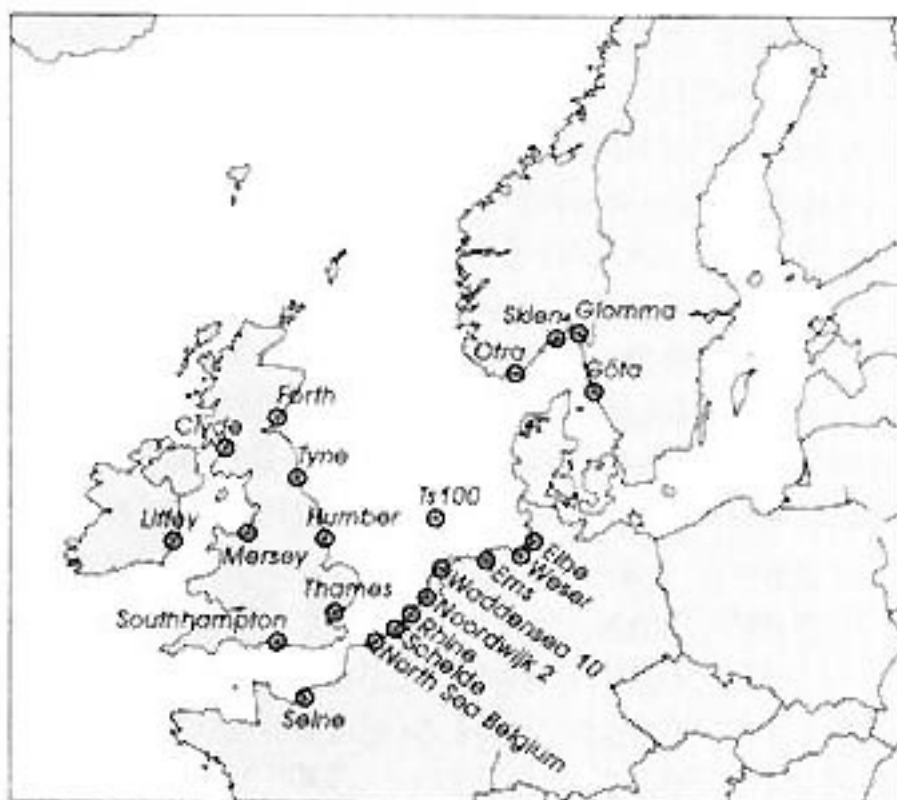 Skien
Glomma
Otra
Göta
Forth
Clyde
Tyne
Ts100
Liffey
Humber
Mersey
Elbe
Weser
Ems
Thames
Waddensea 10
Southhampton
Noordwijk 2
Rhine
Schelde
North Sea Belgium
Seine